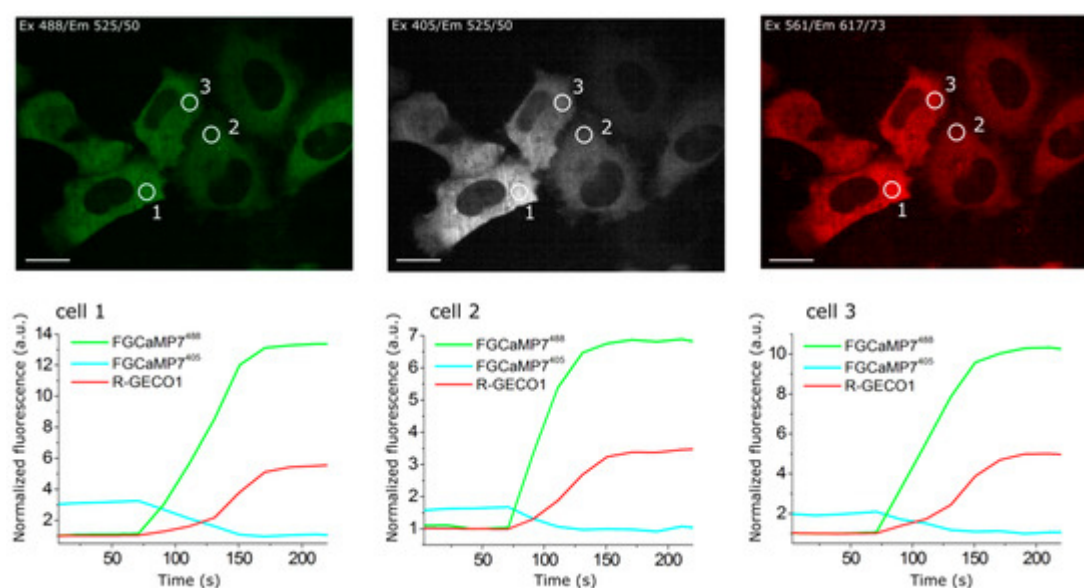 Ex 488/Em 525/50
3
2
1
Ex 405/Em 525/50
3
2
1
Ex 561/Em 617/73
3
2
1
cell 1
Normalized fluorescence (a.u.)
14
12
10
8
6
4
2
FGCaMP7⁴⁸⁸
FGCaMP7⁴⁰⁵
R-GECO1
50 100 150 200
Time (s)
cell 2
Normalized fluorescence (a.u.)
7
6
5
4
3
2
1
FGCaMP7⁴⁸⁸
FGCaMP7⁴⁰⁵
R-GECO1
50 100 150 200
Time (s)
cell 3
Normalized fluorescence (a.u.)
10
8
6
4
2
FGCaMP7⁴⁸⁸
FGCaMP7⁴⁰⁵
R-GECO1
50 100 150 200
Time (s)